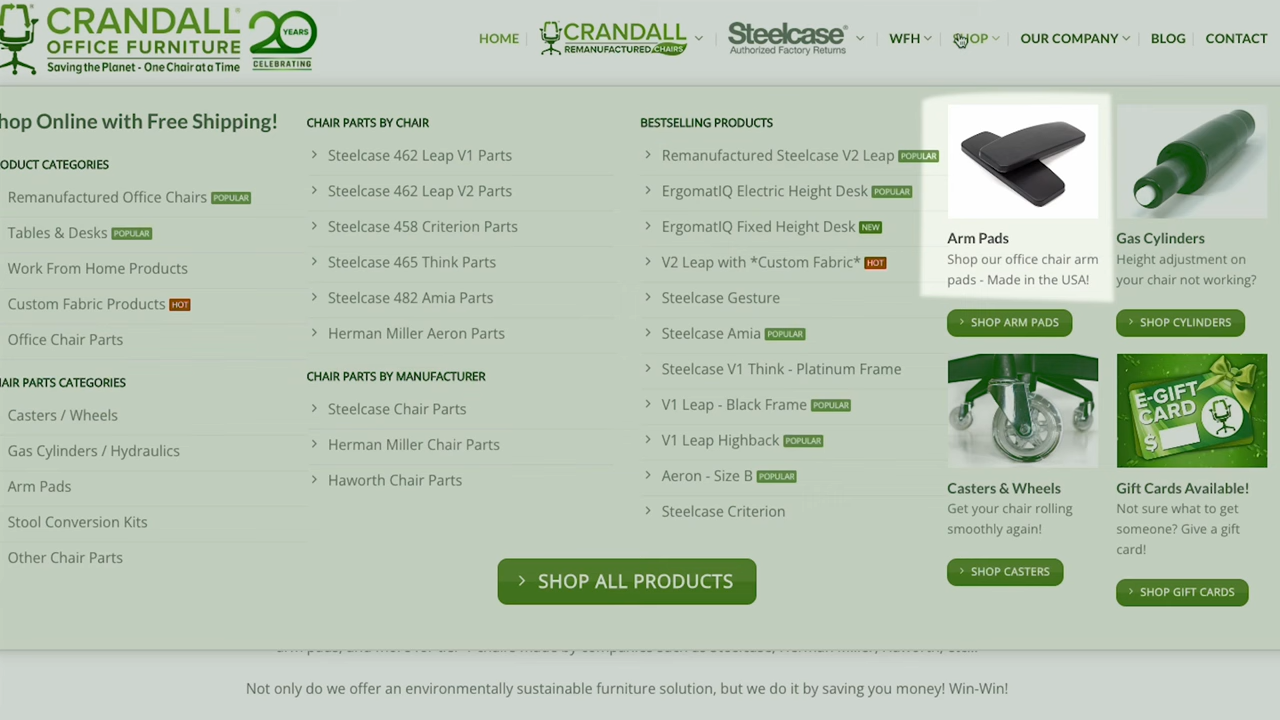 CRANDALL®
OFFICE FURNITURE
Saving the Planet - One Chair at a Time
20 YEARS
CELEBRATING
HOME
CRANDALL
REMANUFACTURED CHAIRS
Steelcase®
Authorized Factory Returns
WFH
SHOP
OUR COMPANY
BLOG
CONTACT
hop Online with Free Shipping!
ODUCT CATEGORIES
Remanufactured Office Chairs POPULAR
Tables & Desks POPULAR
Work From Home Products
Custom Fabric Products HOT
Office Chair Parts
AIR PARTS CATEGORIES
Casters / Wheels
Gas Cylinders / Hydraulics
Arm Pads
Stool Conversion Kits
Other Chair Parts
CHAIR PARTS BY CHAIR
Steelcase 462 Leap V1 Parts
Steelcase 462 Leap V2 Parts
Steelcase 458 Criterion Parts
Steelcase 465 Think Parts
Steelcase 482 Amia Parts
Herman Miller Aeron Parts
CHAIR PARTS BY MANUFACTURER
Steelcase Chair Parts
Herman Miller Chair Parts
Haworth Chair Parts
BESTSELLING PRODUCTS
Remanufactured Steelcase V2 Leap POPULAR
ErgomatIQ Electric Height Desk POPULAR
ErgomatIQ Fixed Height Desk NEW
V2 Leap with *Custom Fabric* HOT
Steelcase Gesture
Steelcase Amia POPULAR
Steelcase V1 Think - Platinum Frame
V1 Leap - Black Frame POPULAR
V1 Leap Highback POPULAR
Aeron - Size B POPULAR
Steelcase Criterion
Arm Pads
Shop our office chair arm
pads - Made in the USA!
SHOP ARM PADS
Gas Cylinders
Height adjustment on
your chair not working?
SHOP CYLINDERS
Casters & Wheels
Get your chair rolling
smoothly again!
SHOP CASTERS
E-GIFT
CARD
$
Gift Cards Available!
Not sure what to get
someone? Give a gift
card!
SHOP GIFT CARDS
SHOP ALL PRODUCTS
arm pads, and more for tier 1 chairs made by companies such as Steelcase, Herman Miller, Haworth, etc...
Not only do we offer an environmentally sustainable furniture solution, but we do it by saving you money! Win-Win!